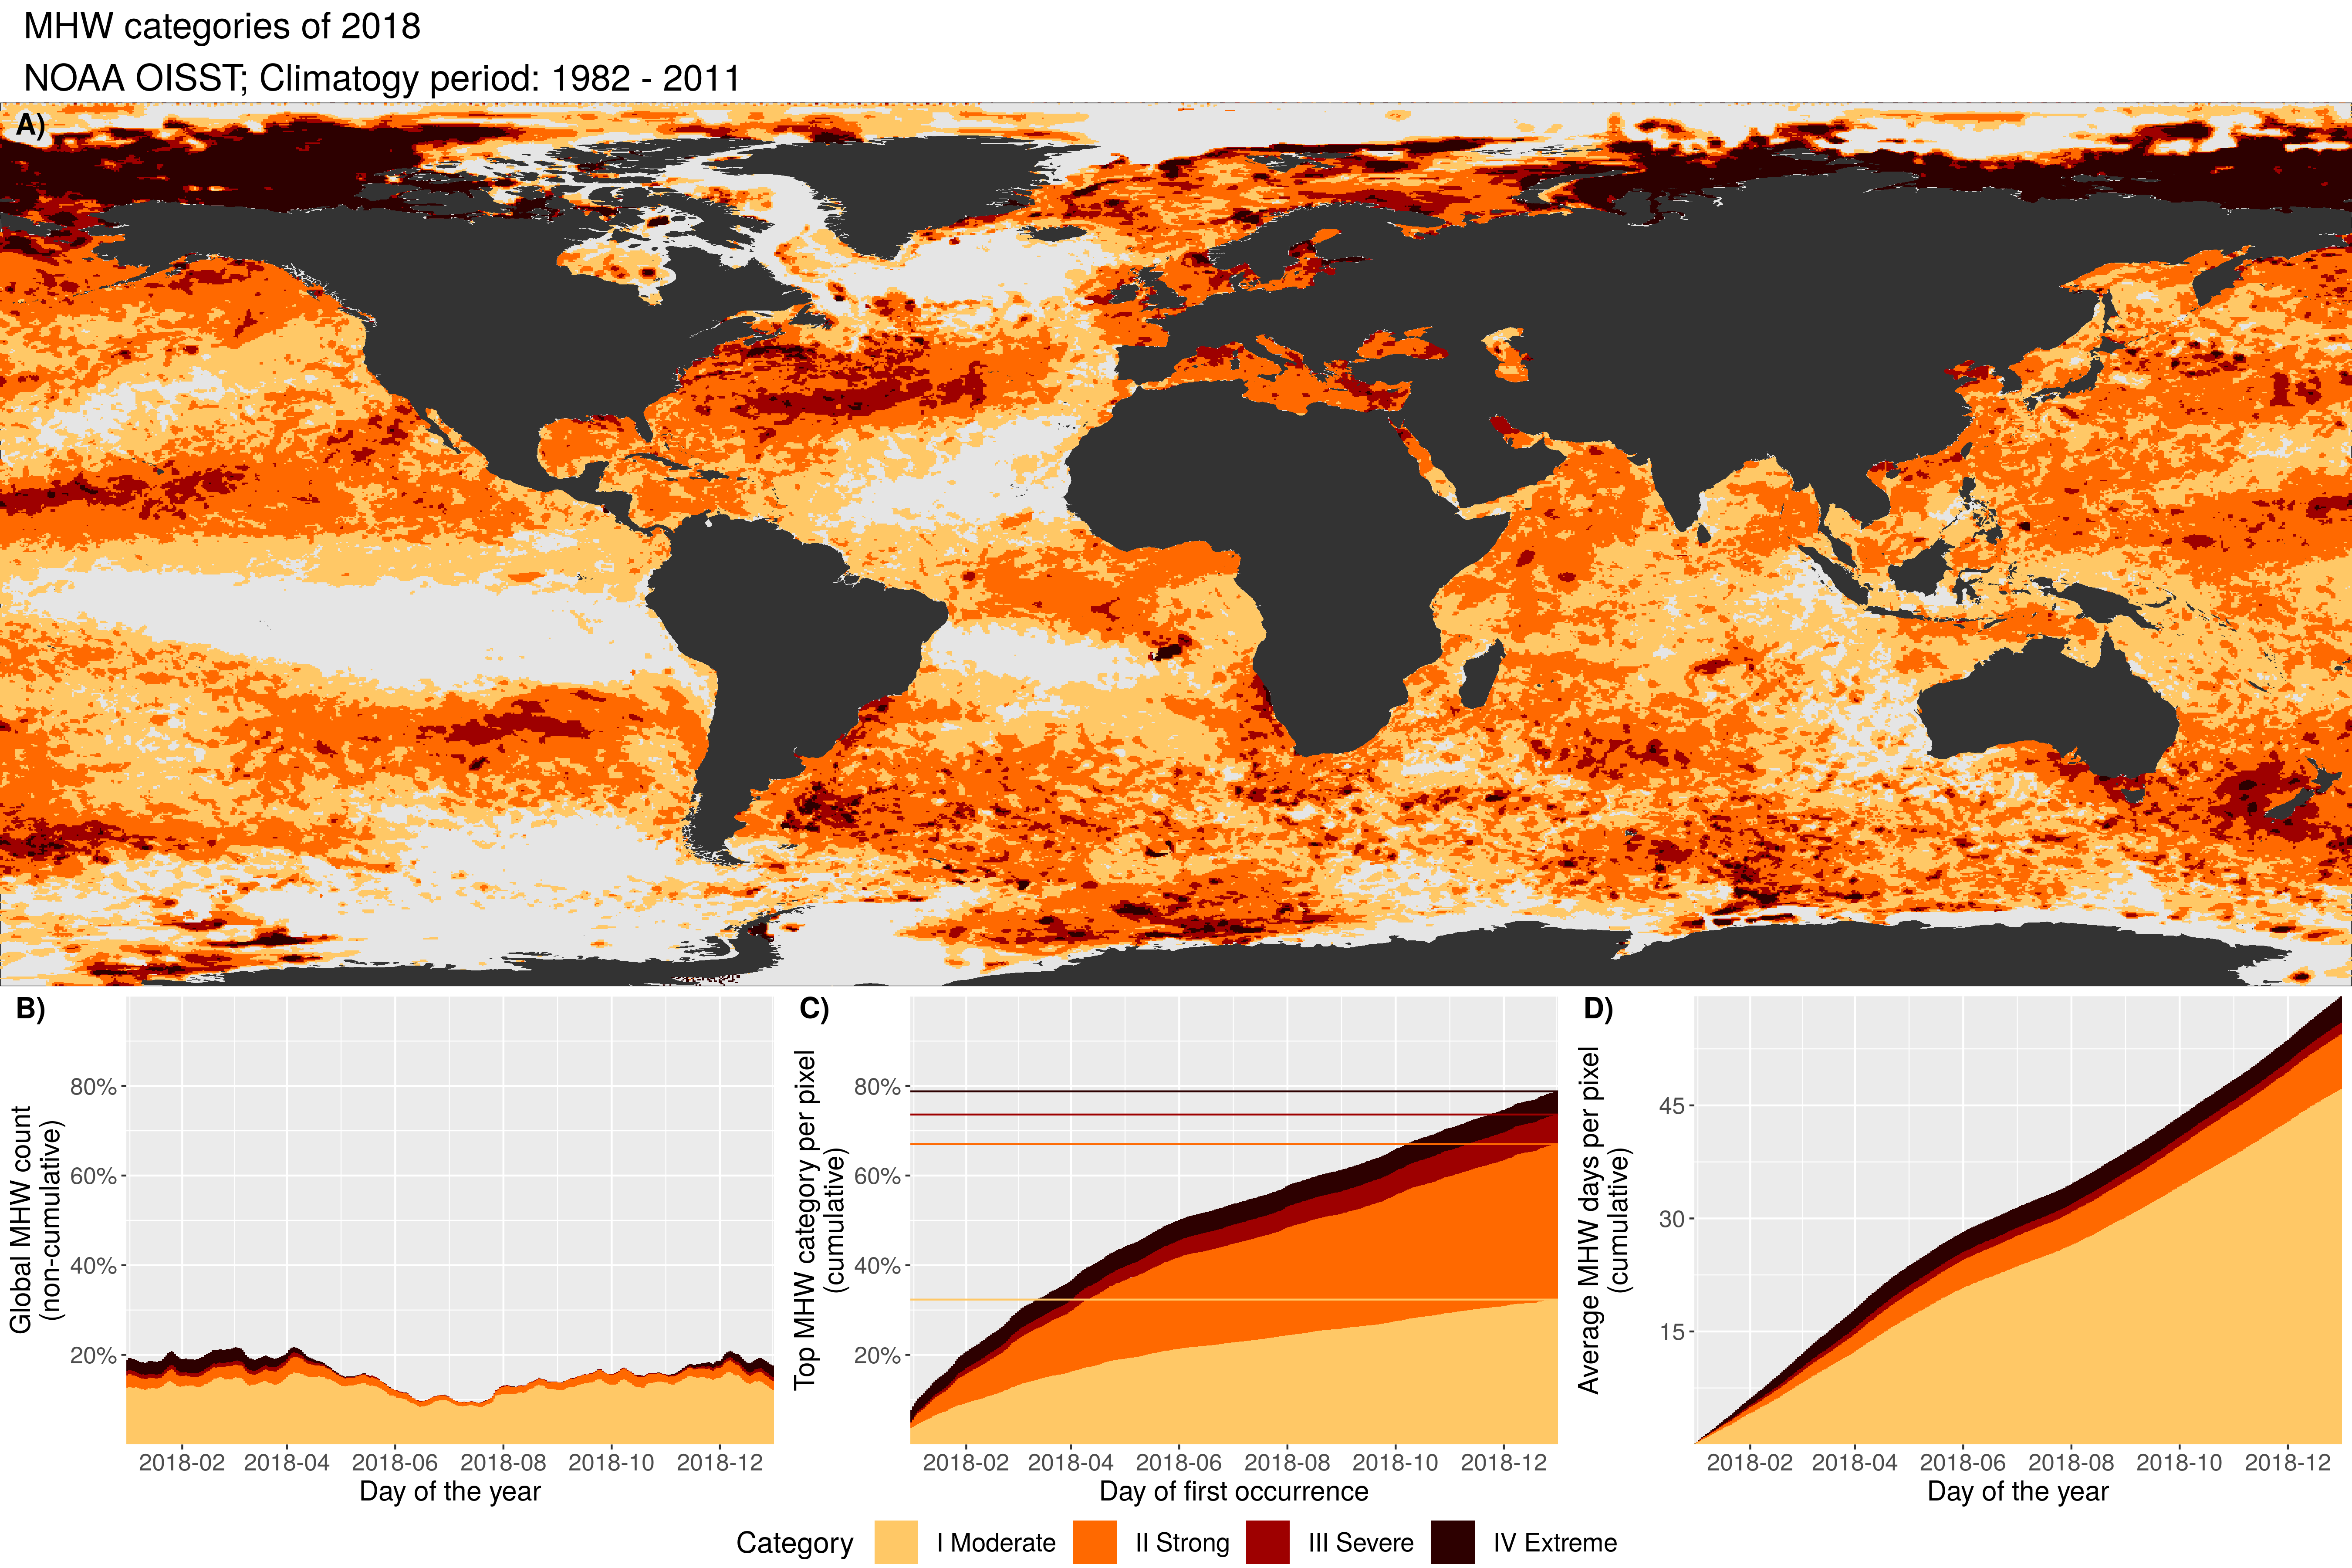 MHW categories of 2018
NOAA OISST; Climatogy period: 1982 - 2011
A)
B)
Global MHW count
(non-cumulative)
80%
60%
40%
20%
2018-02 2018-04 2018-06 2018-08 2018-10 2018-12
Day of the year
C)
Top MHW category per pixel
(cumulative)
80%
60%
40%
20%
2018-02 2018-04 2018-06 2018-08 2018-10 2018-12
Day of first occurrence
D)
Average MHW days per pixel
(cumulative)
45
30
15
2018-02 2018-04 2018-06 2018-08 2018-10 2018-12
Day of the year
Category I Moderate II Strong III Severe IV Extreme